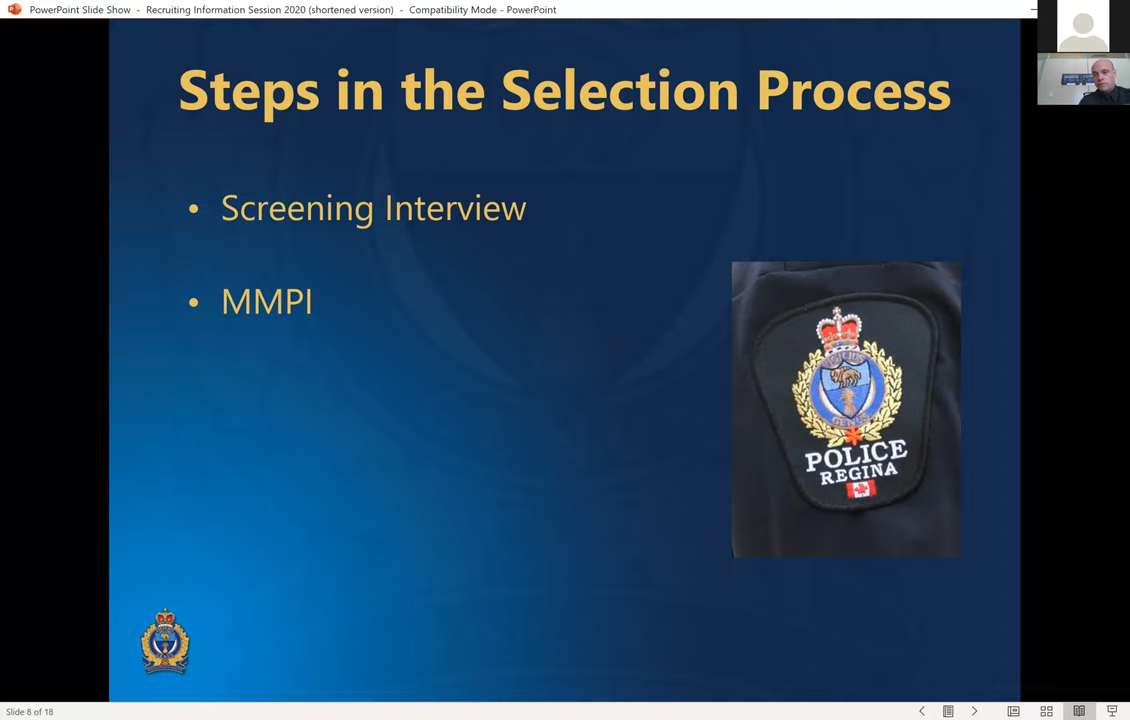 PowerPoint Slide Show - Recruiting Information Session 2020 (shortened version) - Compatibility Mode - PowerPoint
Steps in the Selection Process
• Screening Interview
• MMPI
POLICE
REGINA
Slide 8 of 18